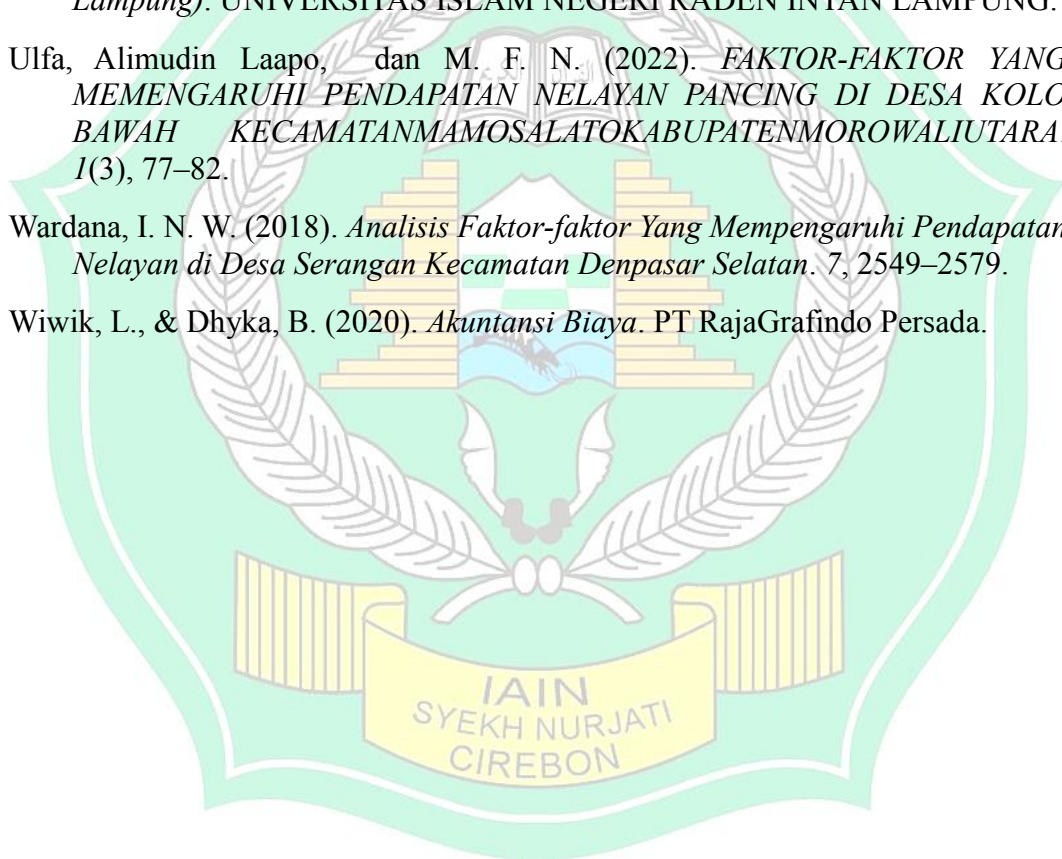 Lampung). UNIVERSITAS ISLAM NEGERI RADEN INTAN LAMPUNG.
Ulfa, Alimudin Laapo, dan M. F. N. (2022). FAKTOR-FAKTOR YANG
MEMENGARUHI PENDAPATAN NELAYAN PANCING DI DESA KOLO
BAWAH KECAMATANMAMOSALATOKABUPATENMOROWALIUTARA.
1(3), 77–82.
Wardana, I. N. W. (2018). Analisis Faktor-faktor Yang Mempengaruhi Pendapatan
Nelayan di Desa Serangan Kecamatan Denpasar Selatan. 7, 2549–2579.
Wiwik, L., & Dhyka, B. (2020). Akuntansi Biaya. PT RajaGrafindo Persada.
IAIN
SYEKH NURJATI
CIREBON